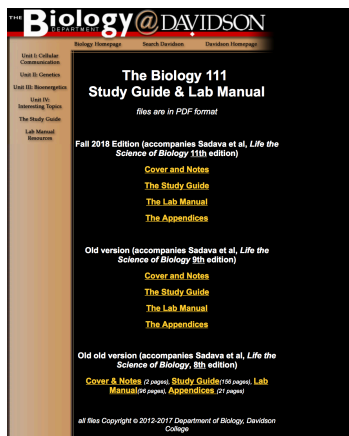 THE Biology @ DAVIDSON
DEPARTMENT
Biology Homepage Search Davidson Davidson Homepage
Unit I: Cellular
Communication
Unit II: Genetics
Unit III: Bioenergetics
Unit IV:
Interesting Topics
The Study Guide
Lab Manual
Resources
The Biology 111
Study Guide & Lab Manual
files are in PDF format
Fall 2018 Edition (accompanies Sadava et al, Life the
Science of Biology 11th edition)
Cover and Notes
The Study Guide
The Lab Manual
The Appendices
Old version (accompanies Sadava et al, Life the
Science of Biology 9th edition)
Cover and Notes
The Study Guide
The Lab Manual
The Appendices
Old old version (accompanies Sadava et al, Life the
Science of Biology, 8th edition)
Cover & Notes (2 pages), Study Guide(156 pages), Lab
Manual(96 pages), Appendices (21 pages)
all files Copyright © 2012-2017 Department of Biology, Davidson
College